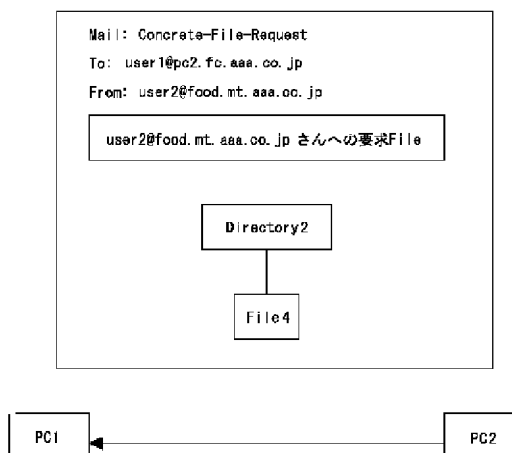 Mail: Concrete-File-Request
To: user1@pc2.fc.aaa.co.jp
From: user2@food.mt.aaa.co.jp
user2@food.mt.aaa.co.jp さんへの要求File
Directory2
File4
PC1
PC2